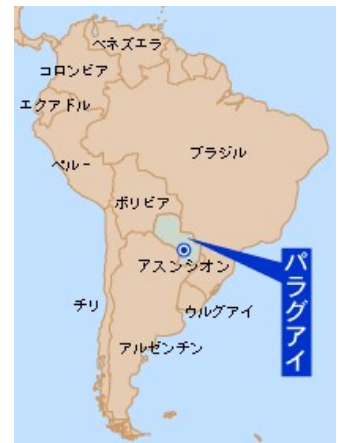 ベネズエラ
コロンビア
エクアドル
ペルー
ブラジル
ボリビア
アスンシオン
パラグアイ
チリ
ウルグアイ
アルゼンチン